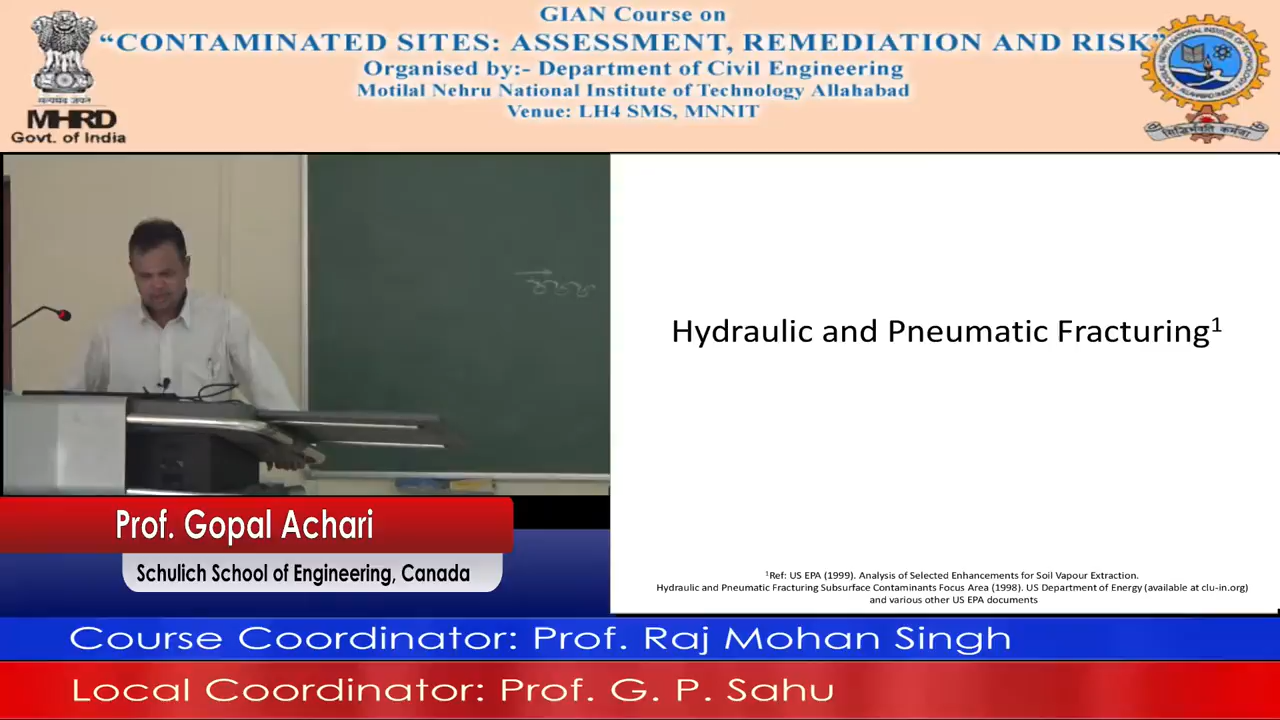 GIAN Course on
“CONTAMINATED SITES: ASSESSMENT, REMEDIATION AND RISK”
Organised by:- Department of Civil Engineering
Motilal Nehru National Institute of Technology Allahabad
Venue: LH4 SMS, MNNIT
सत्यमेव जयते
MHRD
Govt. of India
Hydraulic and Pneumatic Fracturing¹
¹Ref: US EPA (1999). Analysis of Selected Enhancements for Soil Vapour Extraction.
Hydraulic and Pneumatic Fracturing Subsurface Contaminants Focus Area (1998). US Department of Energy (available at clu-in.org)
and various other US EPA documents
Prof. Gopal Achari
Schulich School of Engineering, Canada
Course Coordinator: Prof. Raj Mohan Singh
Local Coordinator: Prof. G. P. Sahu